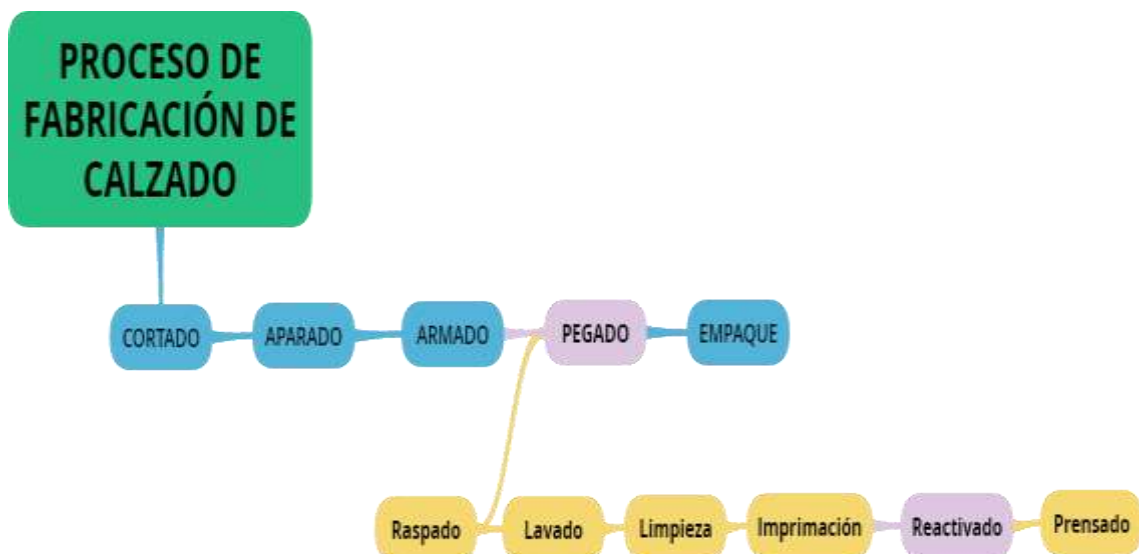 PROCESO DE
FABRICACIÓN DE
CALZADO
CORTADO
APARADO
ARMADO
PEGADO
EMPAQUE
Raspado
Lavado
Limpieza
Imprimación
Reactivado
Prensado